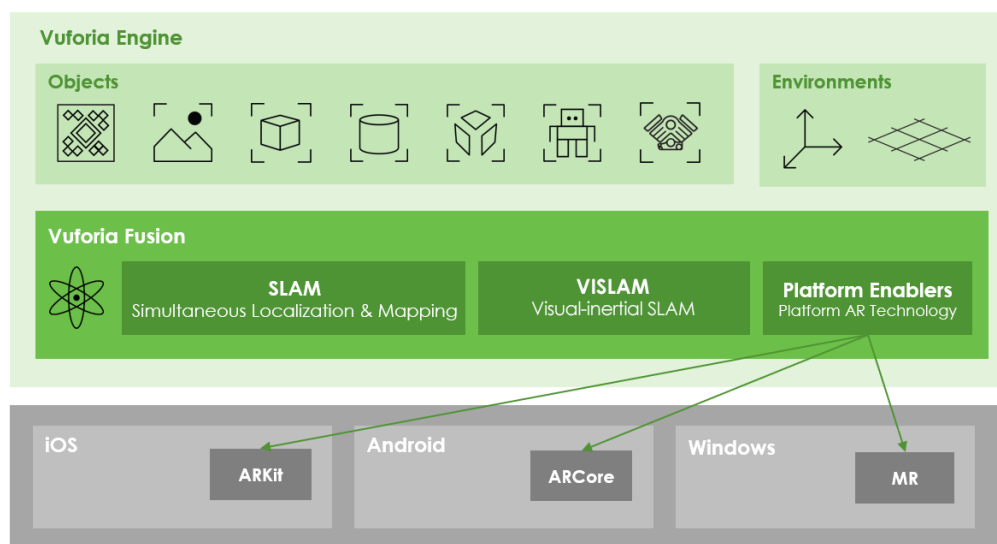 Vuforia Engine
Objects
Environments
Vuforia Fusion
SLAM
Simultaneous Localization & Mapping
VISLAM
Visual-inertial SLAM
Platform Enablers
Platform AR Technology
iOS
ARKit
Android
ARCore
Windows
MR